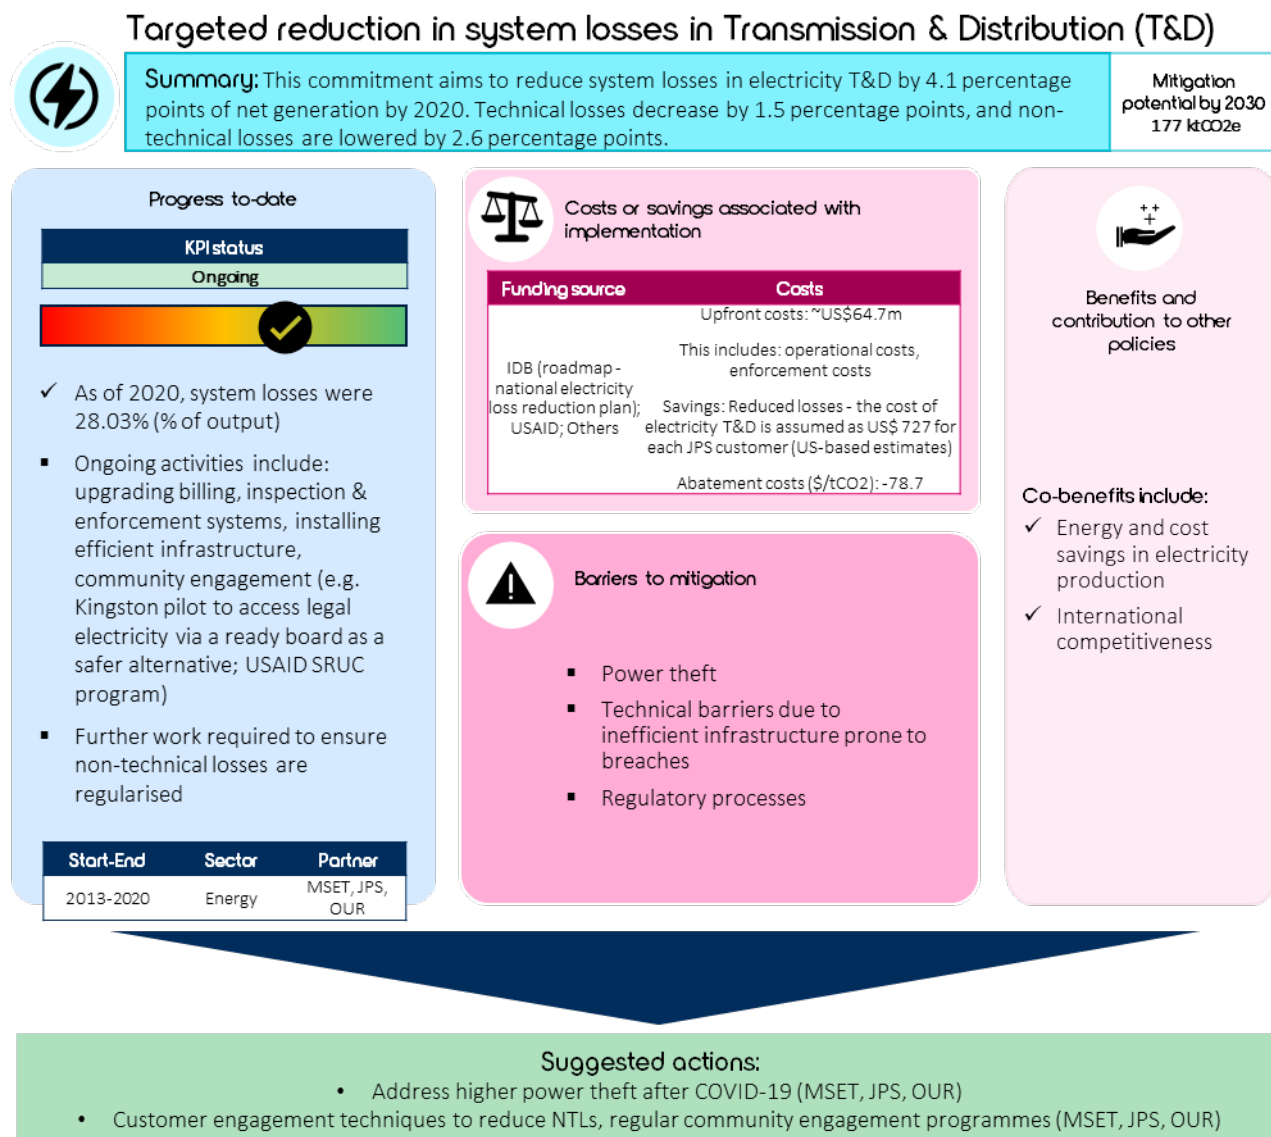 Targeted reduction in system losses in Transmission & Distribution (T&D)
Summary: This commitment aims to reduce system losses in electricity T&D by 4.1 percentage
points of net generation by 2020. Technical losses decrease by 1.5 percentage points, and non-
technical losses are lowered by 2.6 percentage points.
Mitigation
potential by 2030
177 ktCO2e
Progress to-date
KPI status
Ongoing
✓ As of 2020, system losses were
28.03% (% of output)
▪ Ongoing activities include:
upgrading billing, inspection &
enforcement systems, installing
efficient infrastructure,
community engagement (e.g.
Kingston pilot to access legal
electricity via a ready board as a
safer alternative; USAID SRUC
program)
▪ Further work required to ensure
non-technical losses are
regularised
Start-End Sector Partner
2013-2020 Energy MSET, JPS,
OUR
Costs or savings associated with
implementation
Funding source Costs
IDB (roadmap -
national electricity
loss reduction plan);
USAID; Others
Upfront costs: ~US$64.7m
This includes: operational costs,
enforcement costs
Savings: Reduced losses - the cost of
electricity T&D is assumed as US$ 727 for
each JPS customer (US-based estimates)
Abatement costs ($/tCO2): -78.7
Barriers to mitigation
▪ Power theft
▪ Technical barriers due to
inefficient infrastructure prone to
breaches
▪ Regulatory processes
Benefits and
contribution to other
policies
Co-benefits include:
✓ Energy and cost
savings in electricity
production
✓ International
competitiveness
Suggested actions:
• Address higher power theft after COVID-19 (MSET, JPS, OUR)
• Customer engagement techniques to reduce NTLs, regular community engagement programmes (MSET, JPS, OUR)